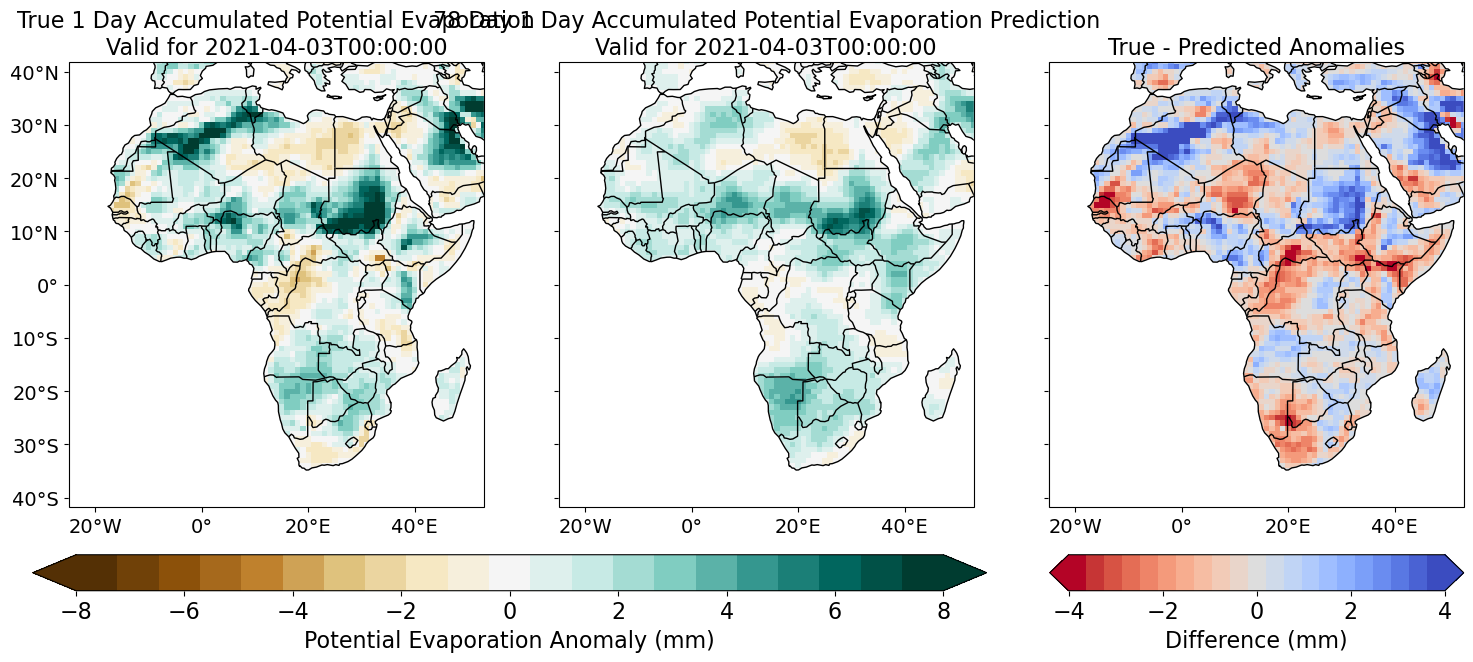 True 1 Day Accumulated Potential Evaporation
Valid for 2021-04-03T00:00:00
78 Day 1 Day Accumulated Potential Evaporation Prediction
Valid for 2021-04-03T00:00:00
True - Predicted Anomalies
40°N
30°N
20°N
10°N
0°
10°S
20°S
30°S
40°S
20°W 0° 20°E 40°E
20°W 0° 20°E 40°E
20°W 0° 20°E 40°E
−8 −6 −4 −2 0 2 4 6 8
Potential Evaporation Anomaly (mm)
−4 −2 0 2 4
Difference (mm)